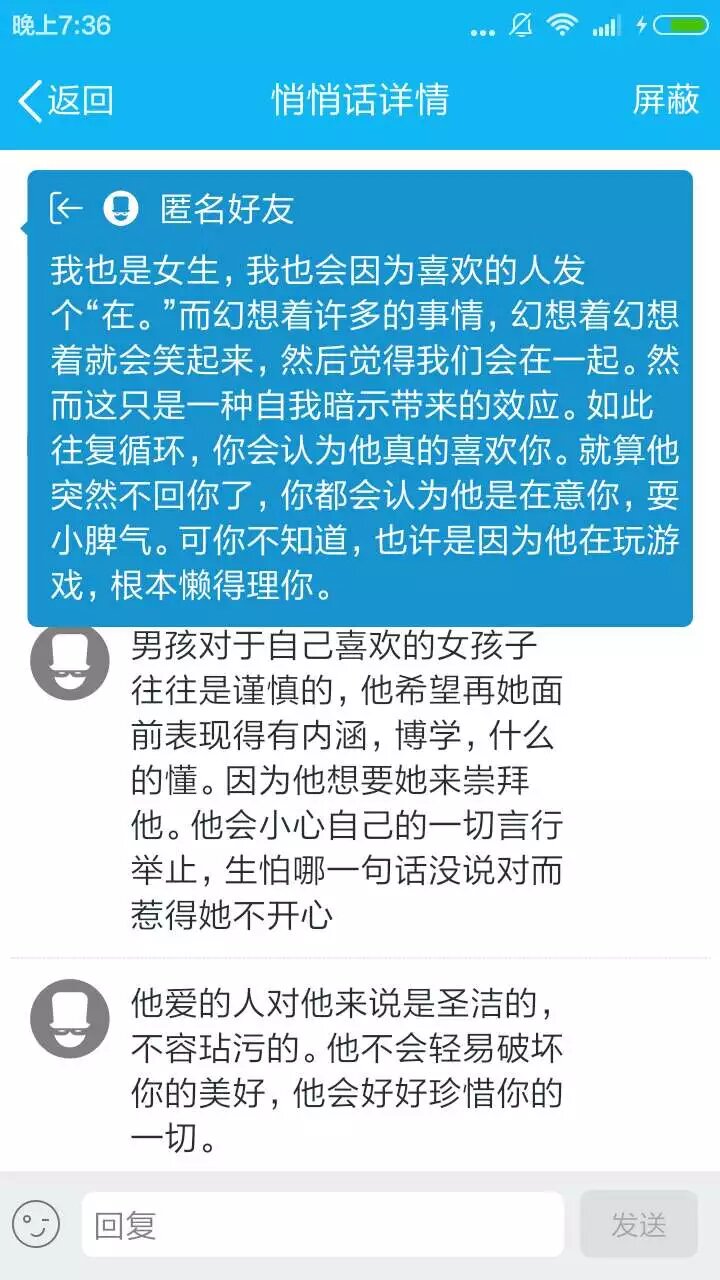 晚上7:36
返回
悄悄话详情
屏蔽
匿名好友
我也是女生，我也会因为喜欢的人发
个“在。”而幻想着许多的事情，幻想着幻想
着就会笑起来，然后觉得我们会在一起。然
而这只是一种自我暗示带来的效应。如此
往复循环，你会认为他真的喜欢你。就算他
突然不回你了，你都会认为他是在意你，耍
小脾气。可你不知道，也许是因为他在玩游
戏，根本懒得理你。
男孩对于自己喜欢的女孩子
往往是谨慎的，他希望再她面
前表现得有内涵，博学，什么
的懂。因为他想要她来崇拜
他。他会小心自己的一切言行
举止，生怕哪一句话没说对而
惹得她不开心
他爱的人对他来说是圣洁的，
不容玷污的。他不会轻易破坏
你的美好，他会好好珍惜你的
一切。
回复
发送